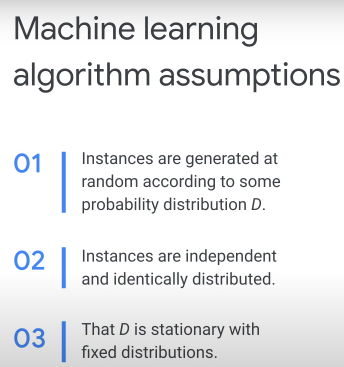 Machine learning
algorithm assumptions
01
Instances are generated at
random according to some
probability distribution D.
02
Instances are independent
and identically distributed.
03
That D is stationary with
fixed distributions.